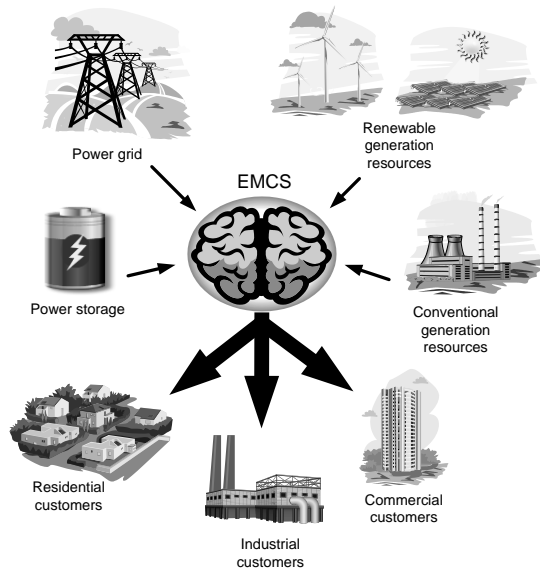 Power grid
Renewable
generation
resources
EMCS
Power storage
Conventional
generation
resources
Residential
customers
Commercial
customers
Industrial
customers